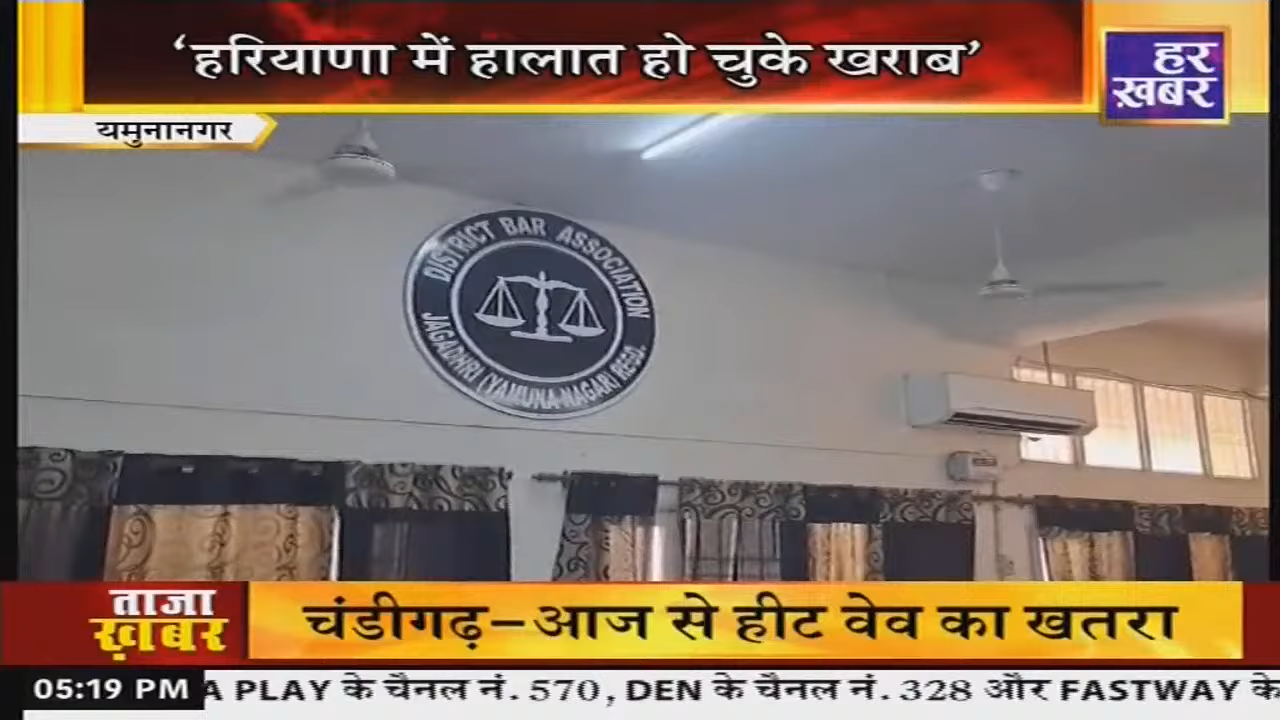 ‘हरियाणा में हालात हो चुके खराब’
हर
ख़बर
यमुनानगर
DISTRICT BAR ASSOCIATION
JAGADHRI (YAMUNA-NAGAR) REGD.
ताजा
ख़बर
चंडीगढ़–आज से हीट वेव का खतरा
05:19 PM
A PLAY के चैनल नं. 570, DEN के चैनल नं. 328 और FASTWAY के